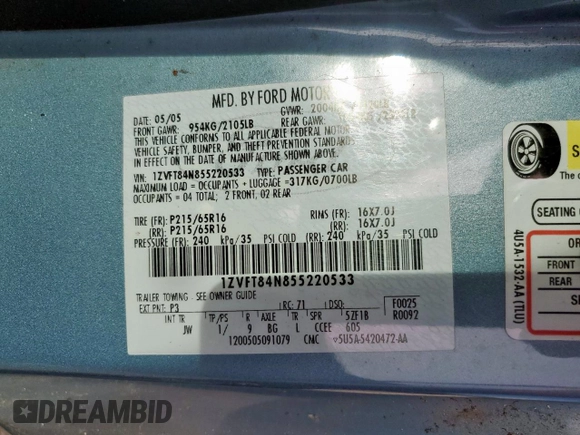 MFD. BY FORD MOTOR
DATE: 05/05
GVWR:
FRONT GAWR: 954KG/2105LB
REAR GAWR:
THIS VEHICLE CONFORMS TO ALL APPLICABLE FEDERAL MOTOR
VEHICLE SAFETY, BUMPER, AND THEFT PREVENTION STANDARDS
IN EFFECT ON THE DATE OF MANUFACTURE SHOWN ABOVE.
VIN: 1ZVFT84N855220533 TYPE: PASSENGER CAR
MAXIMUM LOAD = OCCUPANTS + LUGGAGE =317KG/0700LB
OCCUPANTS = 04 TOTAL; 2 FRONT, 02 REAR
TIRE (FR): P215/65R16 RIMS (FR): 16X7.0J
(RR): P215/65R16 (RR): 16X7.0J
PRESSURE (FR): 240 kPa/35 PSI COLD (RR): 240 kPa/35 PSI COLD
1ZVFT84N855220533
TRAILER TOWING - SEE OWNER GUIDE
EXT PNT: P3 RC: 71 DSO: F0025
INT TR TP/PS R AXLE TR SPR 5ZF1B R0092
JW 1/ 9 BG L CCEE 605
1200505091079 CMC v5U5A-5420472-AA
4U5A-1532-AA (TLU)
The
SEATING
FRONT
REAR
DREAMBID